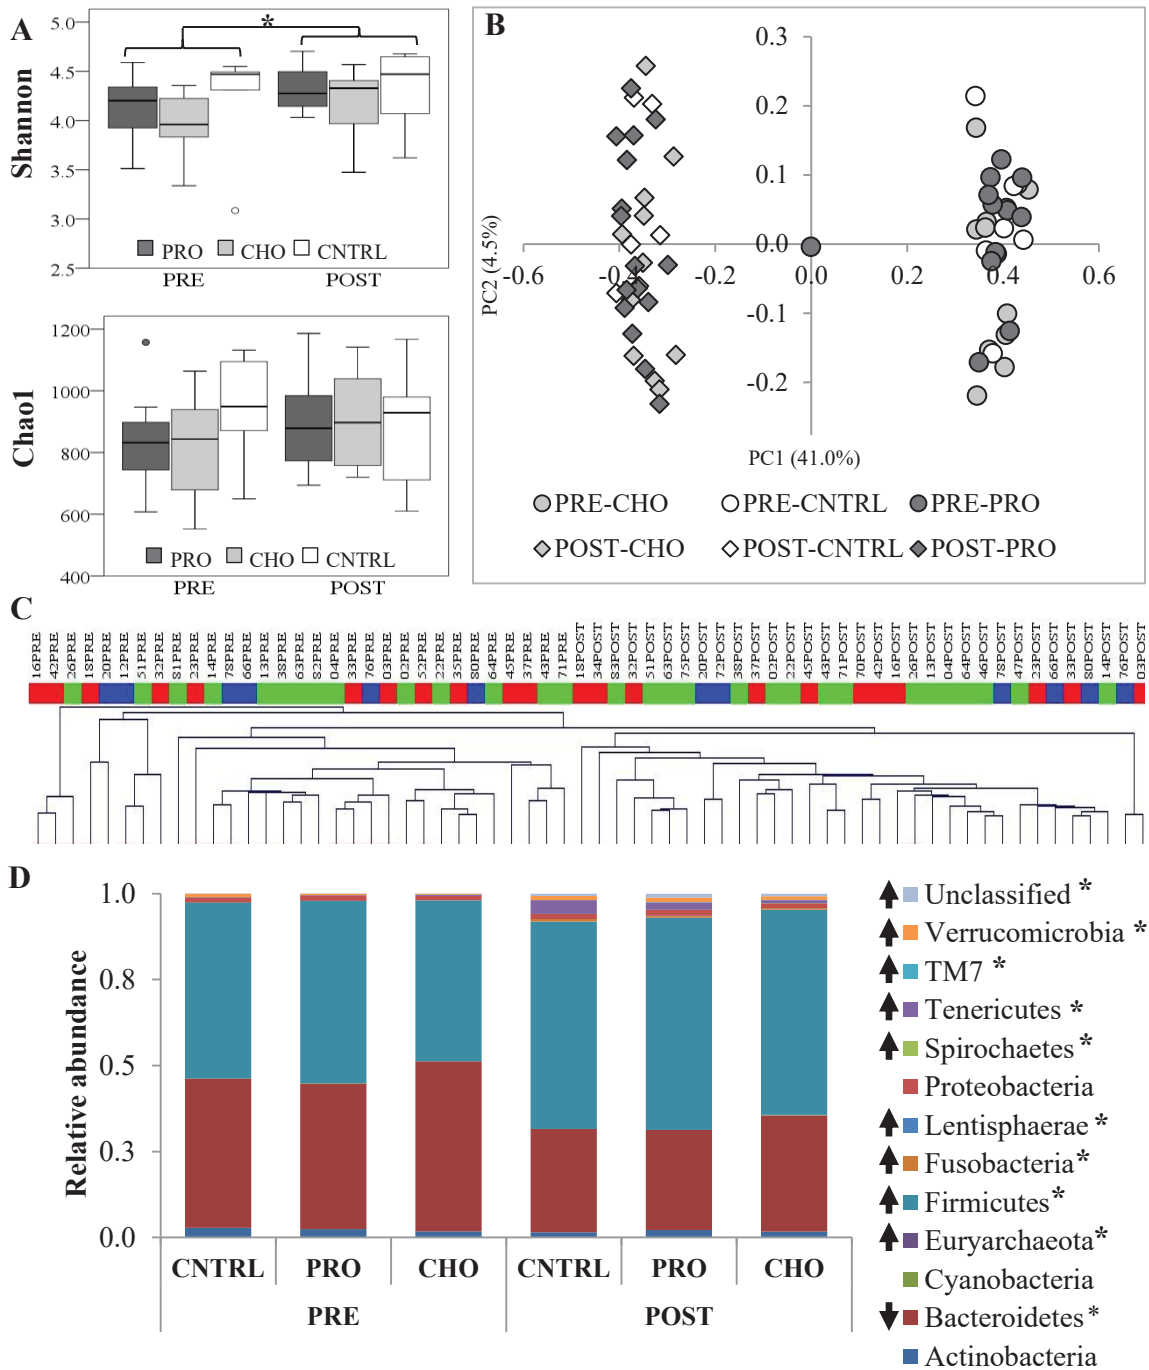 A
Shannon
5.0
4.5
4.0
3.5
3.0
2.5
*
PRO CHO CNTRL
PRE POST
Chao1
1200
1000
800
600
400
PRO CHO CNTRL
PRE POST
B
0.3
0.2
0.1
0.0
-0.1
-0.2
-0.6 -0.4 -0.2 0.0 0.2 0.4 0.6
PC2 (4.5%)
PC1 (41.0%)
PRE-CHO PRE-CNTRL PRE-PRO
POST-CHO POST-CNTRL POST-PRO
C
16PRE 42PRE 26PRE 18PRE 20PRE 12PRE 51PRE 32PRE 81PRE 23PRE 14PRE 78PRE 66PRE 13PRE 38PRE 63PRE 82PRE 04PRE 33PRE 76PRE 03PRE 02PRE 52PRE 22PRE 35PRE 80PRE 64PRE 45PRE 37PRE 43PRE 71PRE 18POST 34POST 83POST 32POST 51POST 63POST 75POST 20POST 12POST 38POST 37POST 02POST 22POST 45POST 43POST 71POST 70POST 42POST 16POST 26POST 13POST 04POST 64POST 46POST 78POST 47POST 23POST 66POST 33POST 80POST 14POST 76POST 03POST
D
Relative abundance
1.0
0.8
0.5
0.3
0.0
CNTRL PRO CHO CNTRL PRO CHO
PRE POST
Unclassified *
Verrucomicrobia *
TM7 *
Tenericutes *
Spirochaetes *
Proteobacteria
Lentisphaerae *
Fusobacteria *
Firmicutes *
Euryarchaeota *
Cyanobacteria
Bacteroidetes *
Actinobacteria